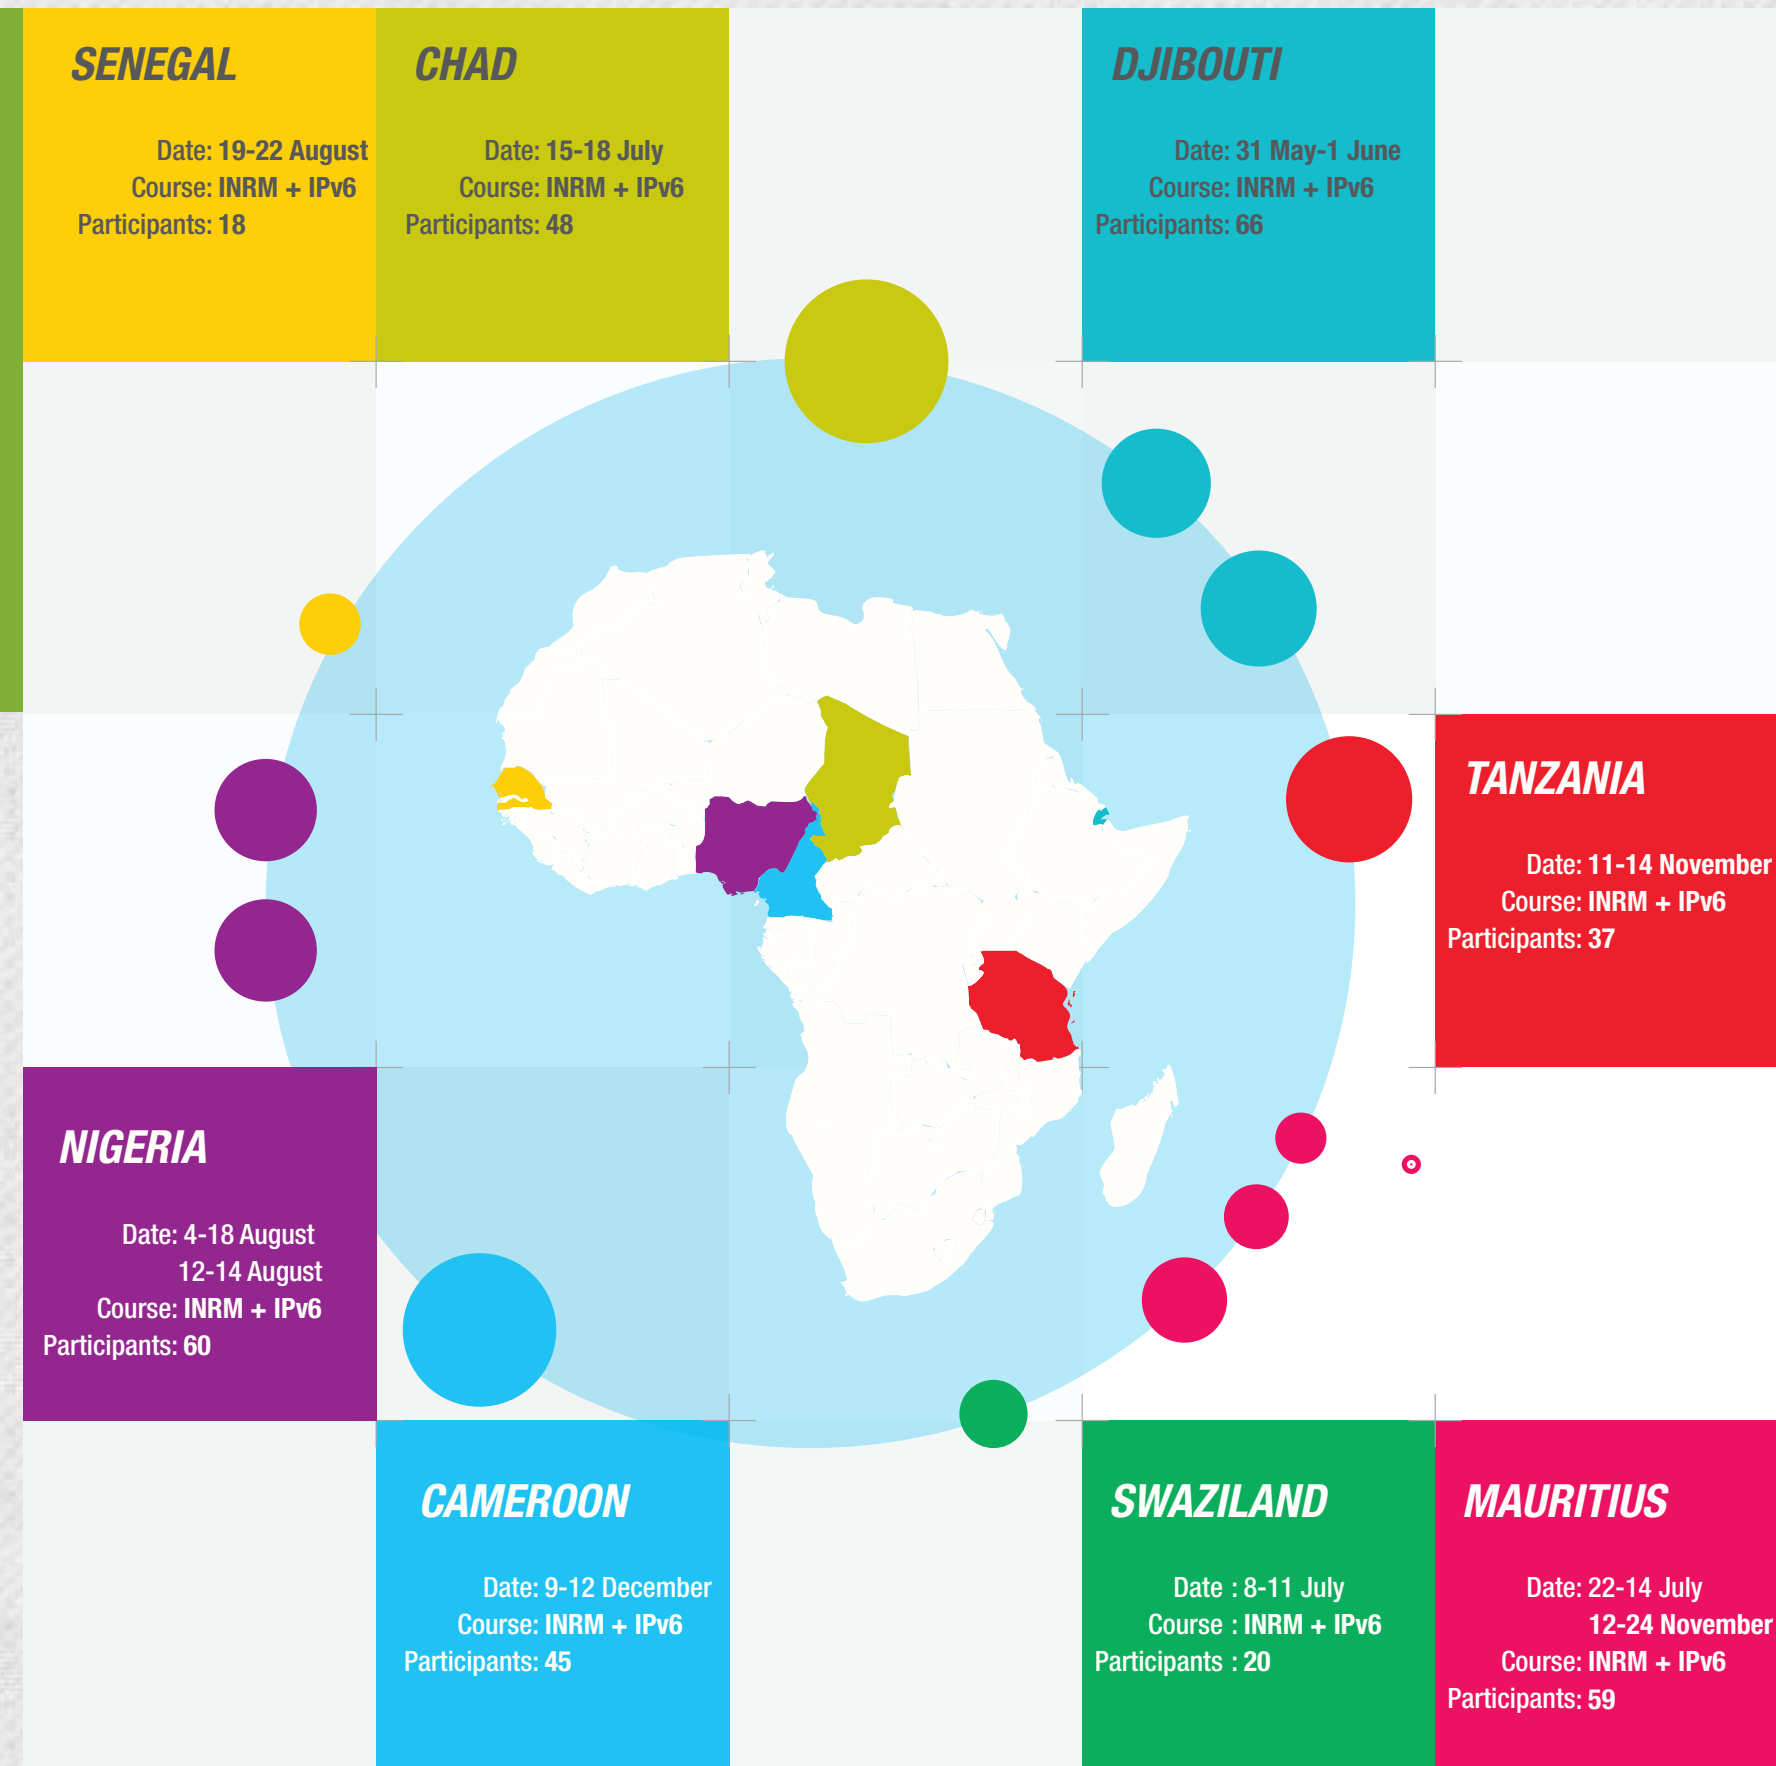 SENEGAL
Date: 19-22 August
Course: INRM + IPv6
Participants: 18
CHAD
Date: 15-18 July
Course: INRM + IPv6
Participants: 48
DJIBOUTI
Date: 31 May-1 June
Course: INRM + IPv6
Participants: 66
TANZANIA
Date: 11-14 November
Course: INRM + IPv6
Participants: 37
NIGERIA
Date: 4-18 August
12-14 August
Course: INRM + IPv6
Participants: 60
CAMEROON
Date: 9-12 December
Course: INRM + IPv6
Participants: 45
SWAZILAND
Date : 8-11 July
Course : INRM + IPv6
Participants : 20
MAURITIUS
Date: 22-14 July
12-24 November
Course: INRM + IPv6
Participants: 59